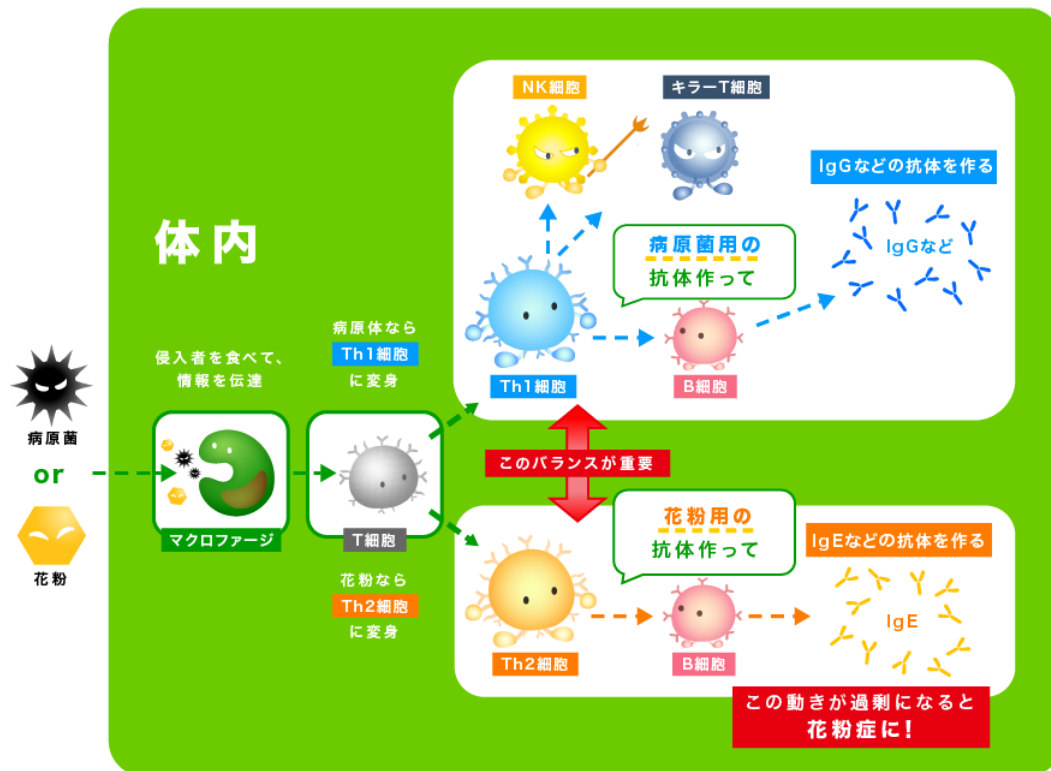 体内
病原菌
or
花粉
侵入者を食べて、
情報を伝達
マクロファージ
病原体なら
Th1細胞
に変身
T細胞
花粉なら
Th2細胞
に変身
NK細胞
キラーT細胞
Th1細胞
病原菌用の
抗体作って
B細胞
IgGなどの抗体を作る
IgGなど
このバランスが重要
Th2細胞
花粉用の
抗体作って
B細胞
IgEなどの抗体を作る
IgE
この動きが過剰になると
花粉症に!